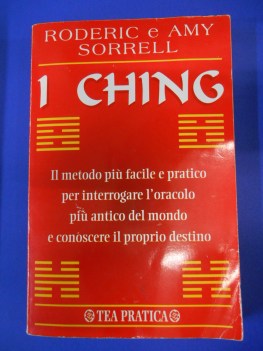 RODERIC e AMY
SORRELL
I CHING
Il metodo più facile e pratico
per interrogare l'oracolo
più antico del mondo
e conoscere il proprio destino
TEA PRATICA